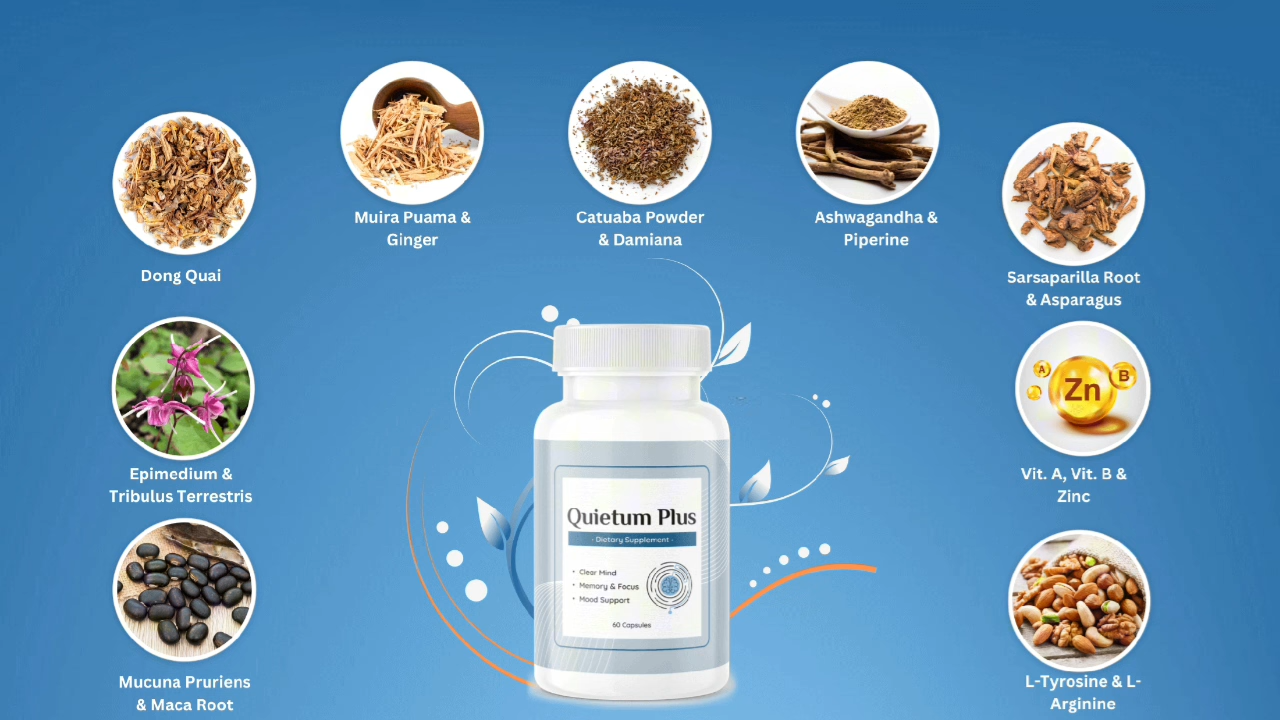 Muira Puama &
Ginger
Catuaba Powder
& Damiana
Ashwagandha &
Piperine
Dong Quai
Sarsaparilla Root
& Asparagus
A
Zn
B
Epimedium &
Tribulus Terrestris
Vit. A, Vit. B &
Zinc
Quietum Plus
- Dietary Supplement -
• Clear Mind
• Memory & Focus
• Mood Support
60 Capsules
Mucuna Pruriens
& Maca Root
L-Tyrosine & L-
Arginine